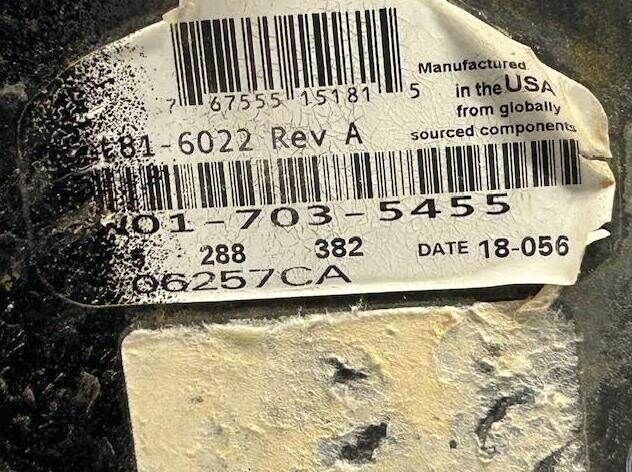 7 67555 15181 5
Manufactured
in the USA
from globally
sourced components
81-6022 Rev A
W01-703-5455
288 382 DATE 18-056
06257CA